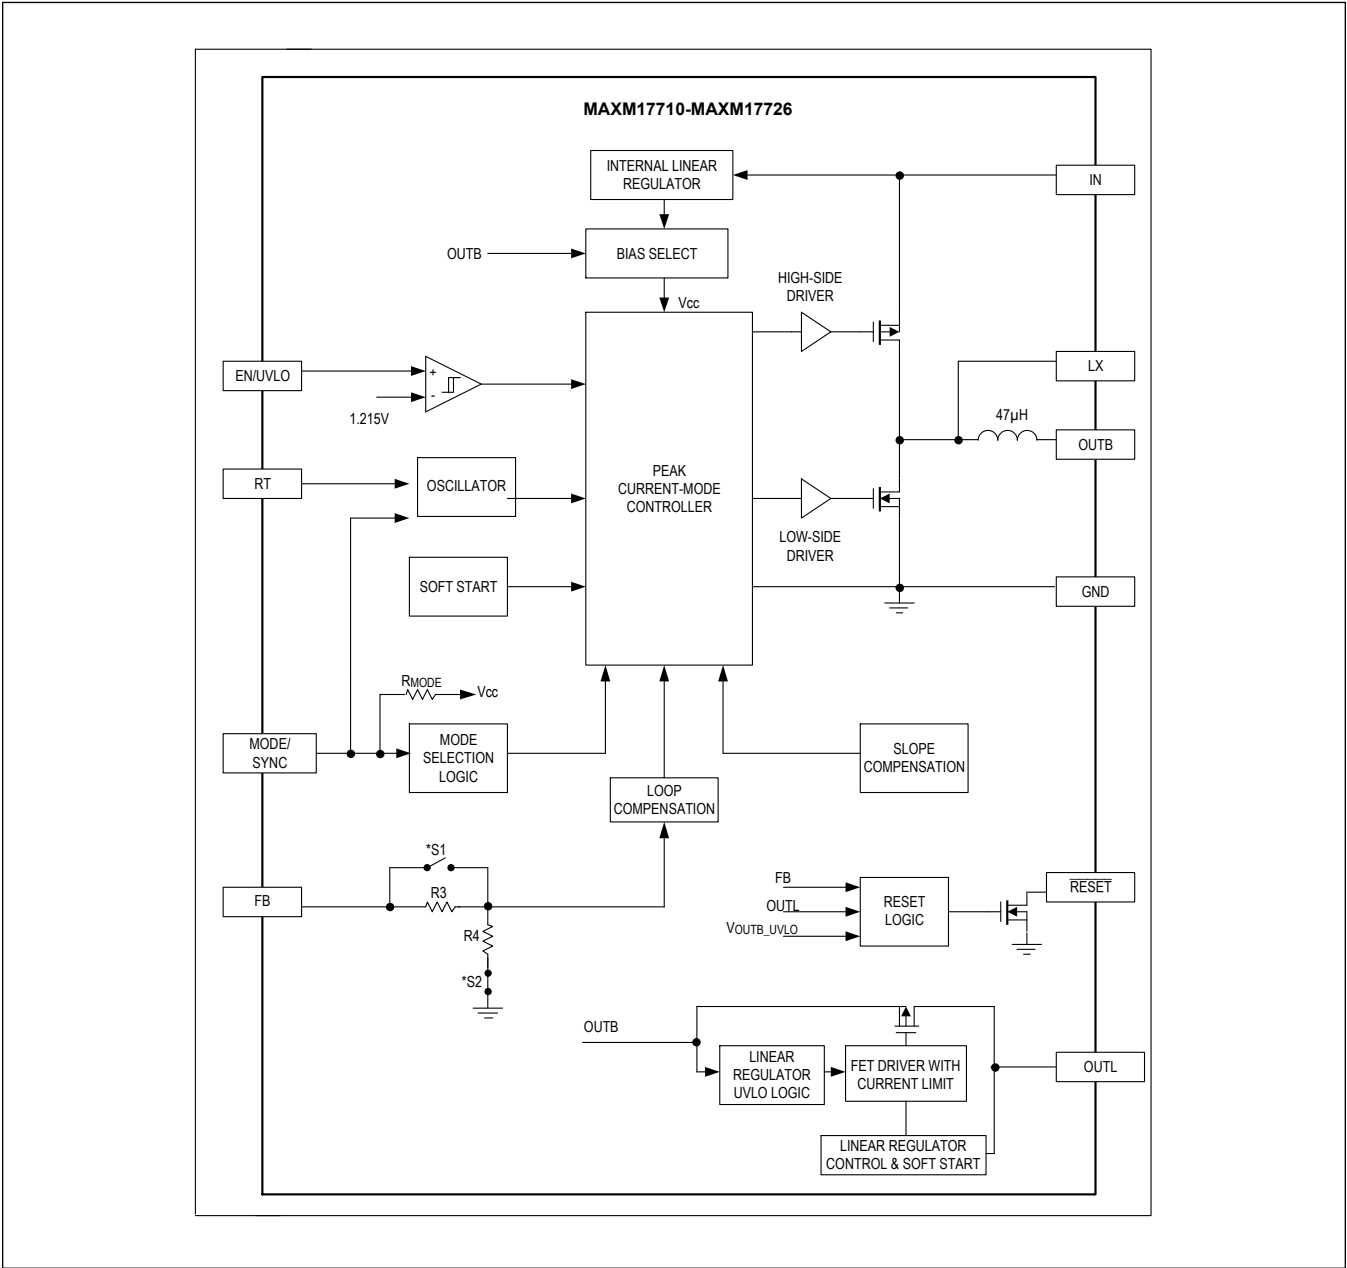 MAXM17710-MAXM17726
INTERNAL LINEAR
REGULATOR
IN
OUTB
BIAS SELECT
HIGH-SIDE
DRIVER
Vcc
EN/UVLO
+
-
1.215V
LX
47µH
OUTB
RT
OSCILLATOR
PEAK
CURRENT-MODE
CONTROLLER
LOW-SIDE
DRIVER
SOFT START
GND
RMODE
Vcc
MODE/
SYNC
MODE
SELECTION
LOGIC
SLOPE
COMPENSATION
LOOP
COMPENSATION
*S1
FB
R3
R4
*S2
FB
OUTL
VOUTB_UVLO
RESET
LOGIC
RESET
OUTB
LINEAR
REGULATOR
UVLO LOGIC
FET DRIVER WITH
CURRENT LIMIT
OUTL
LINEAR REGULATOR
CONTROL & SOFT START